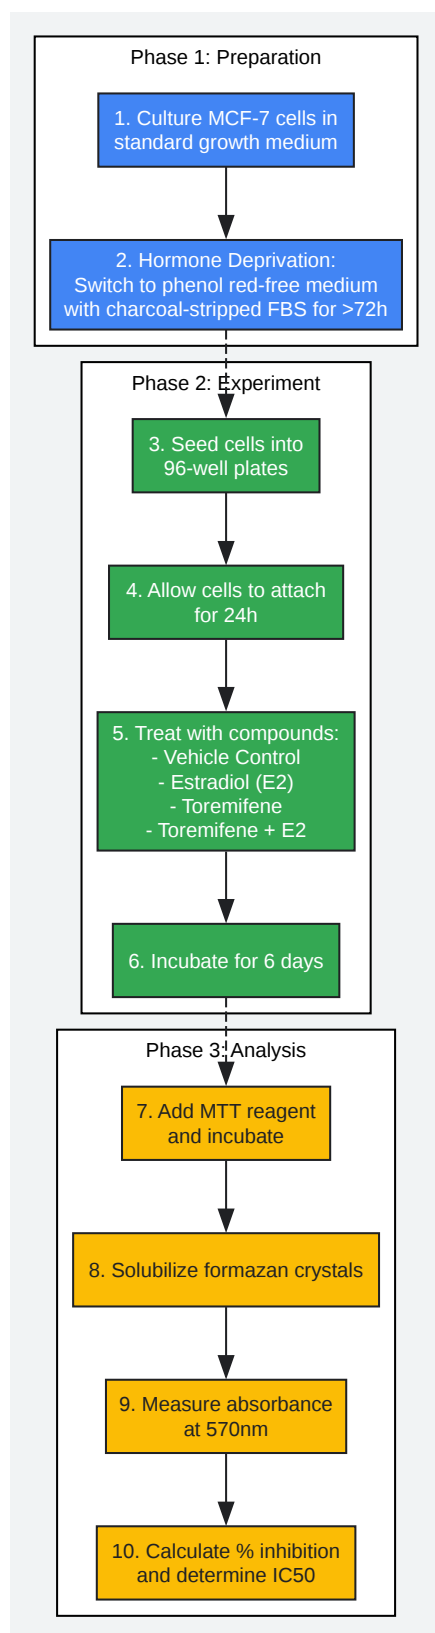 Phase 1: Preparation
1. Culture MCF-7 cells in
standard growth medium
2. Hormone Deprivation:
Switch to phenol red-free medium
with charcoal-stripped FBS for >72h
Phase 2: Experiment
3. Seed cells into
96-well plates
4. Allow cells to attach
for 24h
5. Treat with compounds:
- Vehicle Control
- Estradiol (E2)
- Toremifene
- Toremifene + E2
6. Incubate for 6 days
Phase 3: Analysis
7. Add MTT reagent
and incubate
8. Solubilize formazan crystals
9. Measure absorbance
at 570nm
10. Calculate % inhibition
and determine IC50